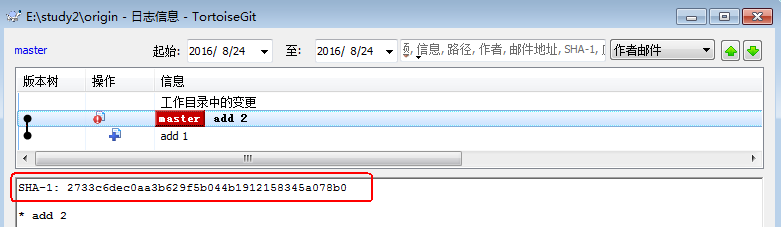 E:\study2\origin - 日志信息 - TortoiseGit
master 起始: 2016/ 8/24 至: 2016/ 8/24 信息, 路径, 作者, 邮件地址, SHA-1, 作者邮件
版本树 操作 信息
工作目录中的变更
master add 2
add 1
SHA-1: 2733c6dec0aa3b629f5b044b1912158345a078b0
* add 2